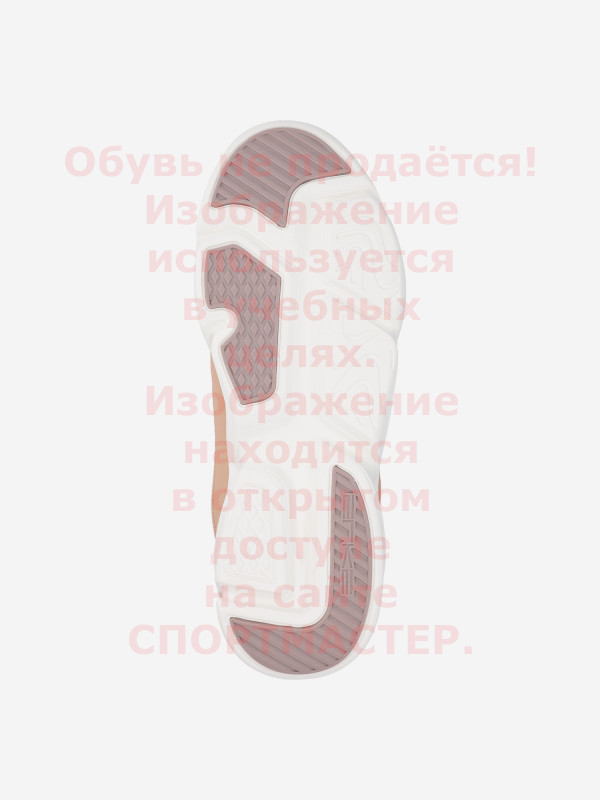 Обувь не продаётся!
Изображение
используется
в учебных
целях.
Изображение
находится
в открытом
доступе
на сайте
СПОРТМАСТЕР.